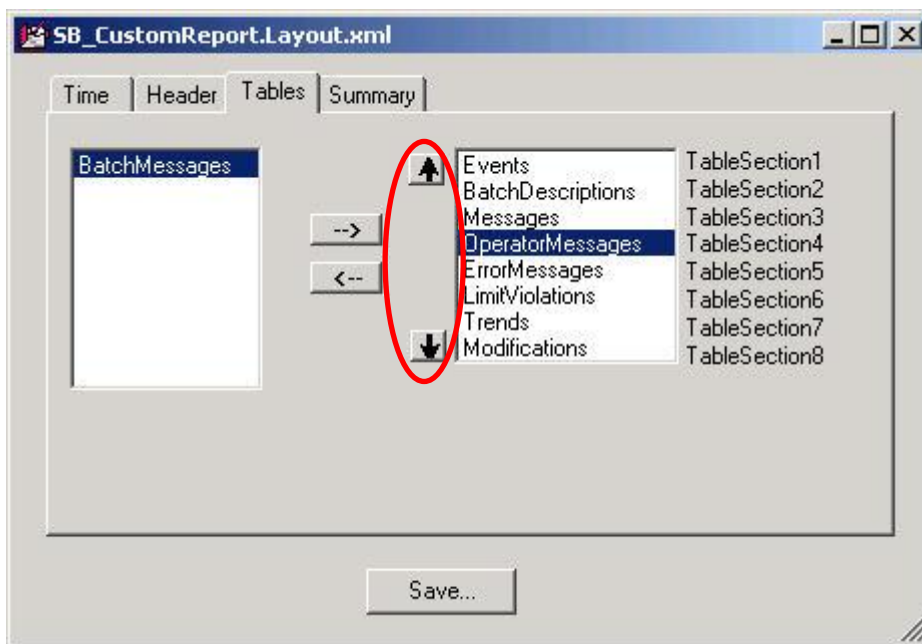 SB_CustomReport.Layout.xml
Time Header Tables Summary
BatchMessages
-->
<--
Events TableSection1
BatchDescriptions TableSection2
Messages TableSection3
OperatorMessages TableSection4
ErrorMessages TableSection5
LimitViolations TableSection6
Trends TableSection7
Modifications TableSection8
Save...